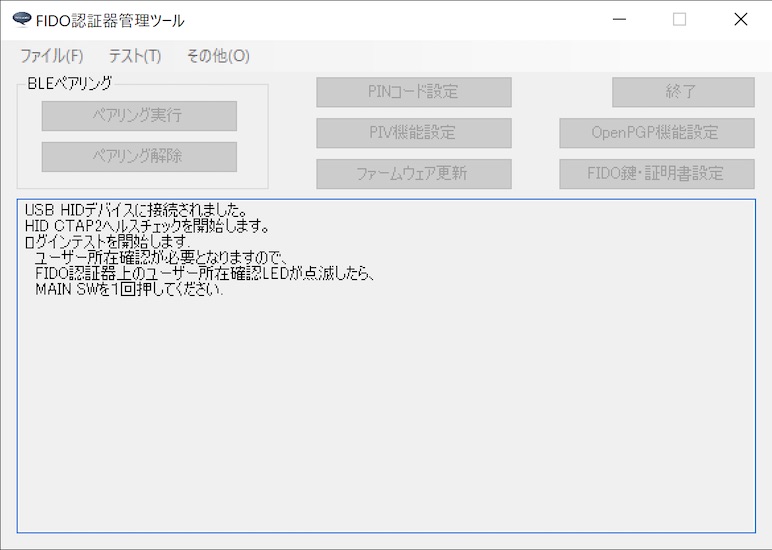 FIDO認証器管理ツール
ファイル(F) テスト(T) その他(O)
BLEペアリング
ペアリング実行
ペアリング解除
PINコード設定
PIV機能設定
ファームウェア更新
終了
OpenPGP機能設定
FIDO鍵・証明書設定
USB HIDデバイスに接続されました。
HID CTAP2ヘルスチェックを開始します。
ログインテストを開始します.
ユーザー所在確認が必要となりますので、
FIDO認証器上のユーザー所在確認LEDが点滅したら、
MAIN SWを1回押してください.